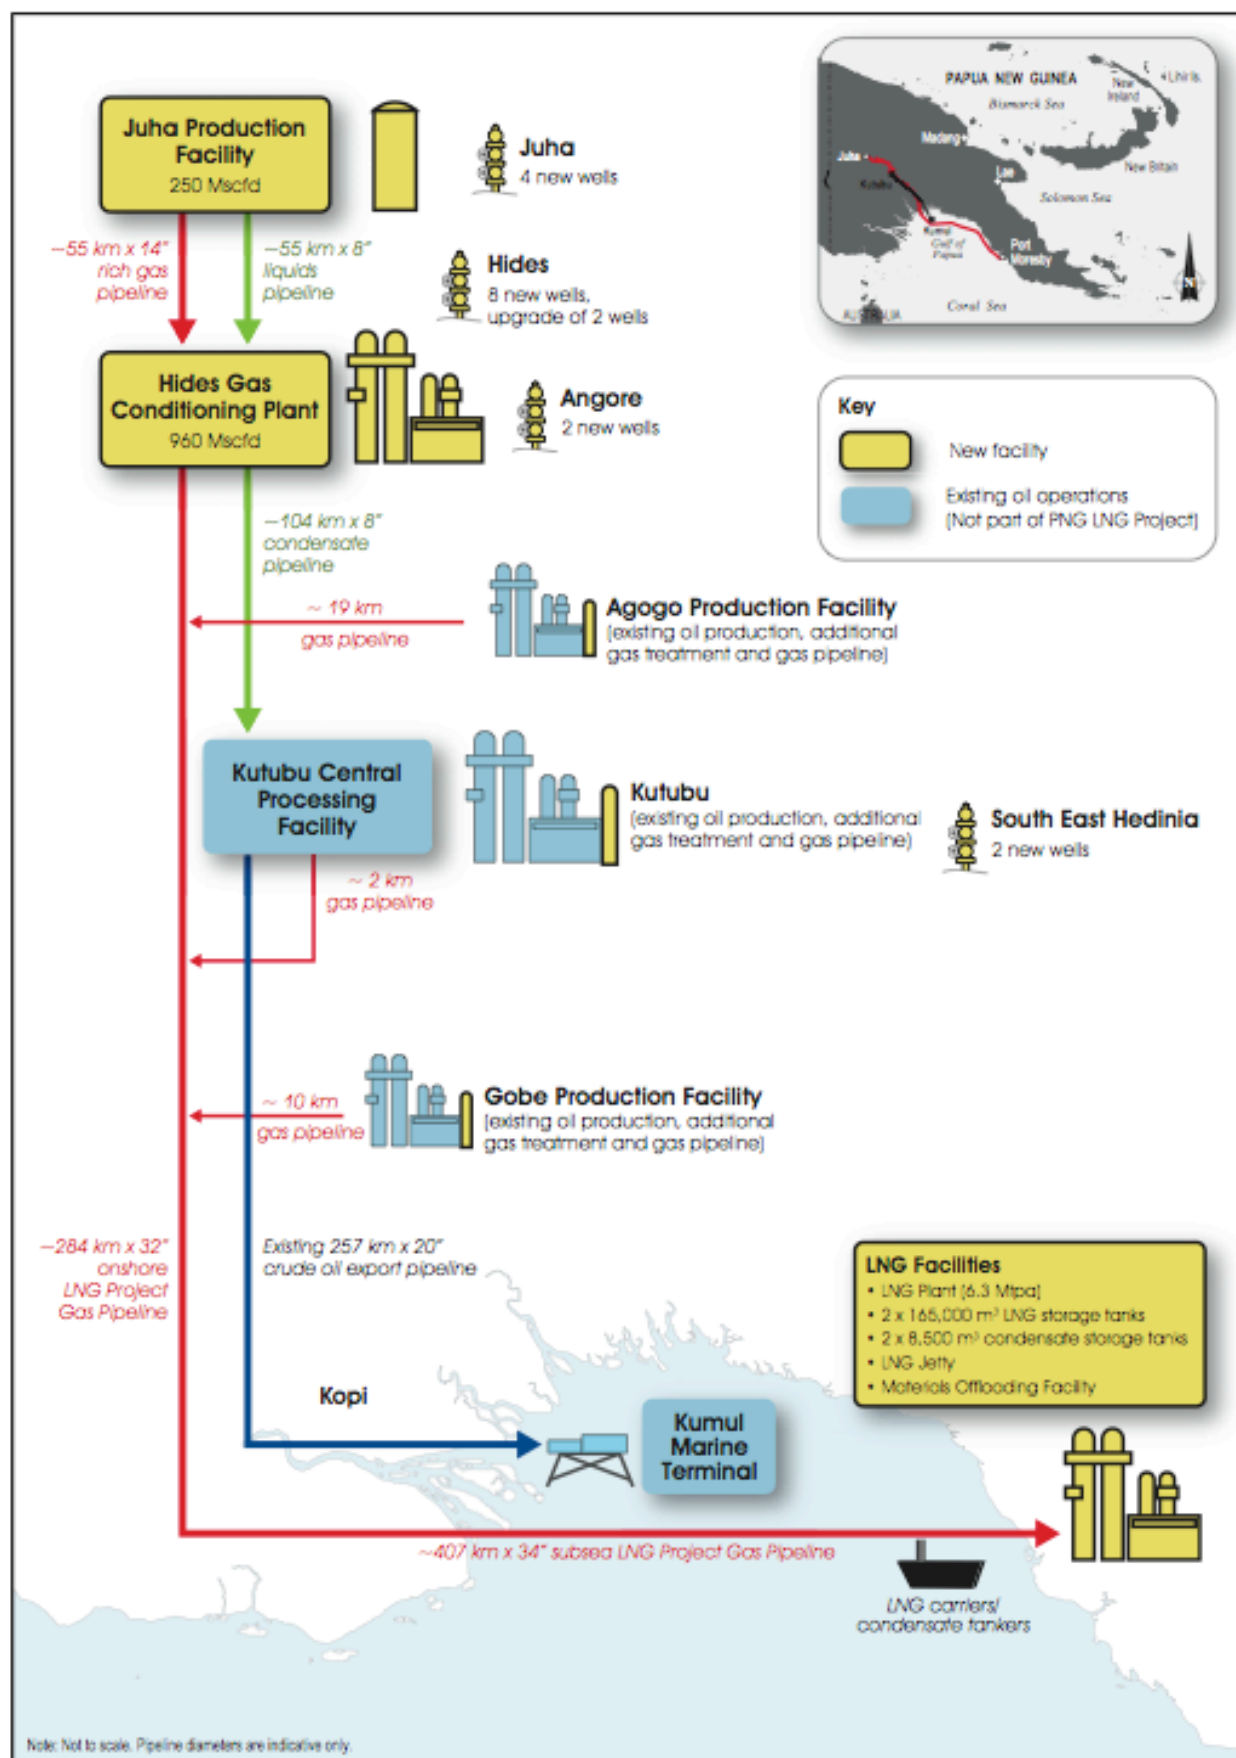 Juha Production
Facility
250 Mscfd
Juha
4 new wells
~55 km x 14"
rich gas
pipeline
~55 km x 8"
liquids
pipeline
Hides
8 new wells,
upgrade of 2 wells
Hides Gas
Conditioning Plant
960 Mscfd
Angore
2 new wells
PAPUA NEW GUINEA
Bismarck Sea
New
Ireland
Lihir Is.
Madang
Juha
Lae
New Britain
Kutubu
Solomon Sea
Kumul
Gulf of
Papua
Port
Moresby
Coral Sea
AUSTRALIA
N
Key
New facility
Existing oil operations
(Not part of PNG LNG Project)
~104 km x 8"
condensate
pipeline
~ 19 km
gas pipeline
Agogo Production Facility
(existing oil production, additional
gas treatment and gas pipeline)
Kutubu Central
Processing
Facility
Kutubu
(existing oil production, additional
gas treatment and gas pipeline)
South East Hedinia
2 new wells
~ 2 km
gas pipeline
~ 10 km
gas pipeline
Gobe Production Facility
(existing oil production, additional
gas treatment and gas pipeline)
~284 km x 32"
onshore
LNG Project
Gas Pipeline
Existing 257 km x 20"
crude oil export pipeline
LNG Facilities
• LNG Plant (6.3 Mtpa)
• 2 x 165,000 m³ LNG storage tanks
• 2 x 8,500 m³ condensate storage tanks
• LNG Jetty
• Materials Offloading Facility
Kopi
Kumul
Marine
Terminal
~407 km x 34" subsea LNG Project Gas Pipeline
LNG carriers/
condensate tankers
Note: Not to scale. Pipeline diameters are indicative only.